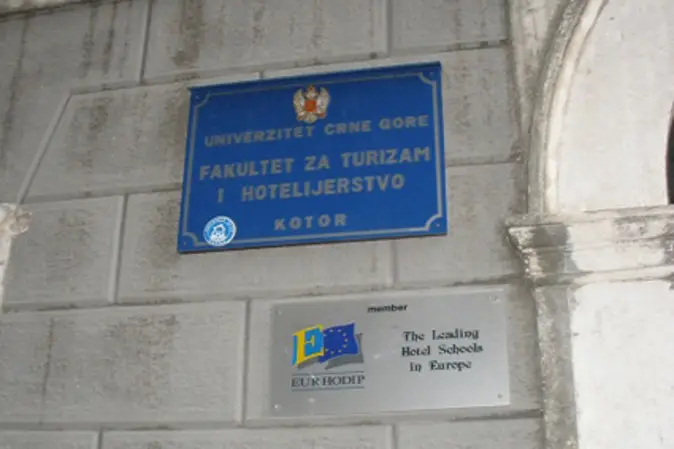 UNIVERZITET CRNE GORE
FAKULTET ZA TURIZAM
I HOTELIJERSTVO
KOTOR
member
E
EURHODIP
The Leading
Hotel Schools
in Europe